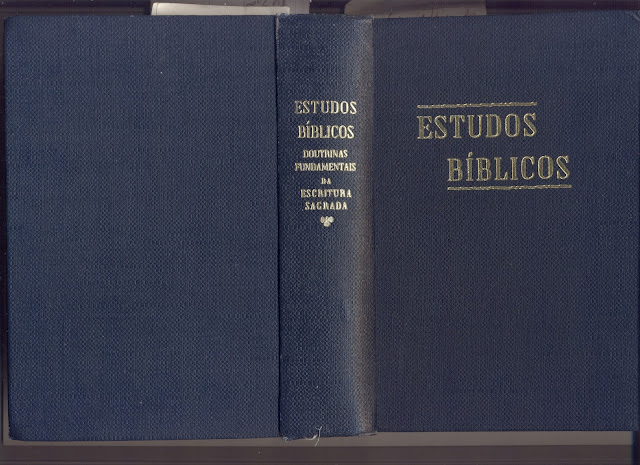 ESTUDOS
BÍBLICOS
DOUTRINAS
FUNDAMENTAIS
DA
ESCRITURA
SAGRADA
ESTUDOS
BÍBLICOS